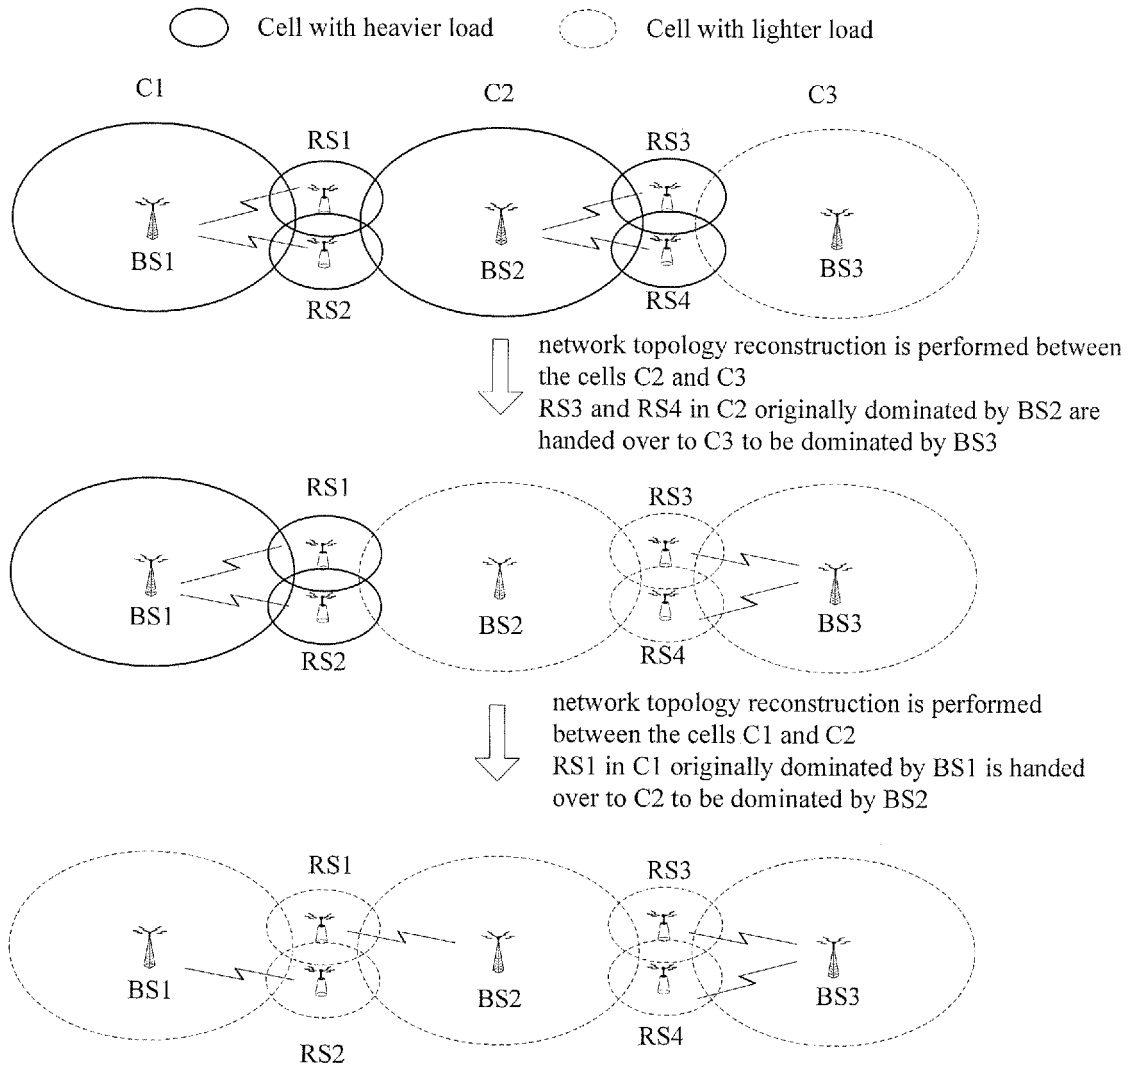 Cell with heavier load
Cell with lighter load
C1
C2
C3
RS1
RS3
BS1
BS2
BS3
RS2
RS4
network topology reconstruction is performed between
the cells C2 and C3
RS3 and RS4 in C2 originally dominated by BS2 are
handed over to C3 to be dominated by BS3
RS1
RS3
BS1
BS2
BS3
RS2
RS4
network topology reconstruction is performed
between the cells C1 and C2
RS1 in C1 originally dominated by BS1 is handed
over to C2 to be dominated by BS2
RS1
RS3
BS1
BS2
BS3
RS2
RS4